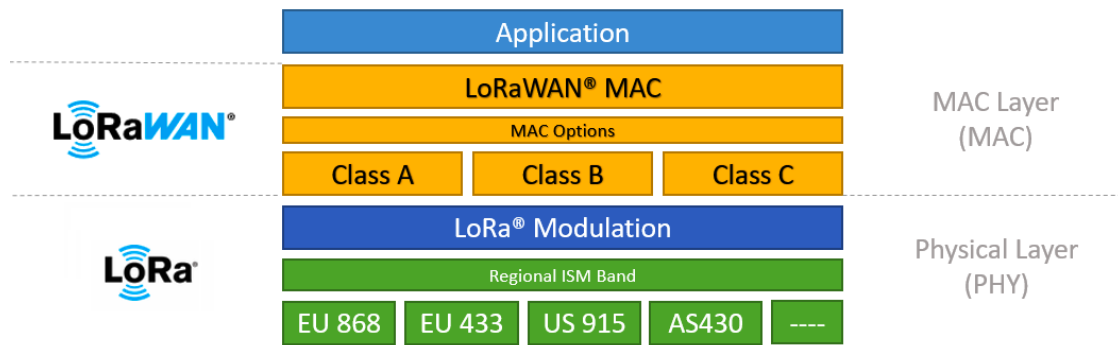 Application
LoRaWAN® MAC
LoRaWAN®
MAC Options
MAC Layer
(MAC)
Class A
Class B
Class C
LoRa® Modulation
LoRa®
Regional ISM Band
Physical Layer
(PHY)
EU 868
EU 433
US 915
AS430
----